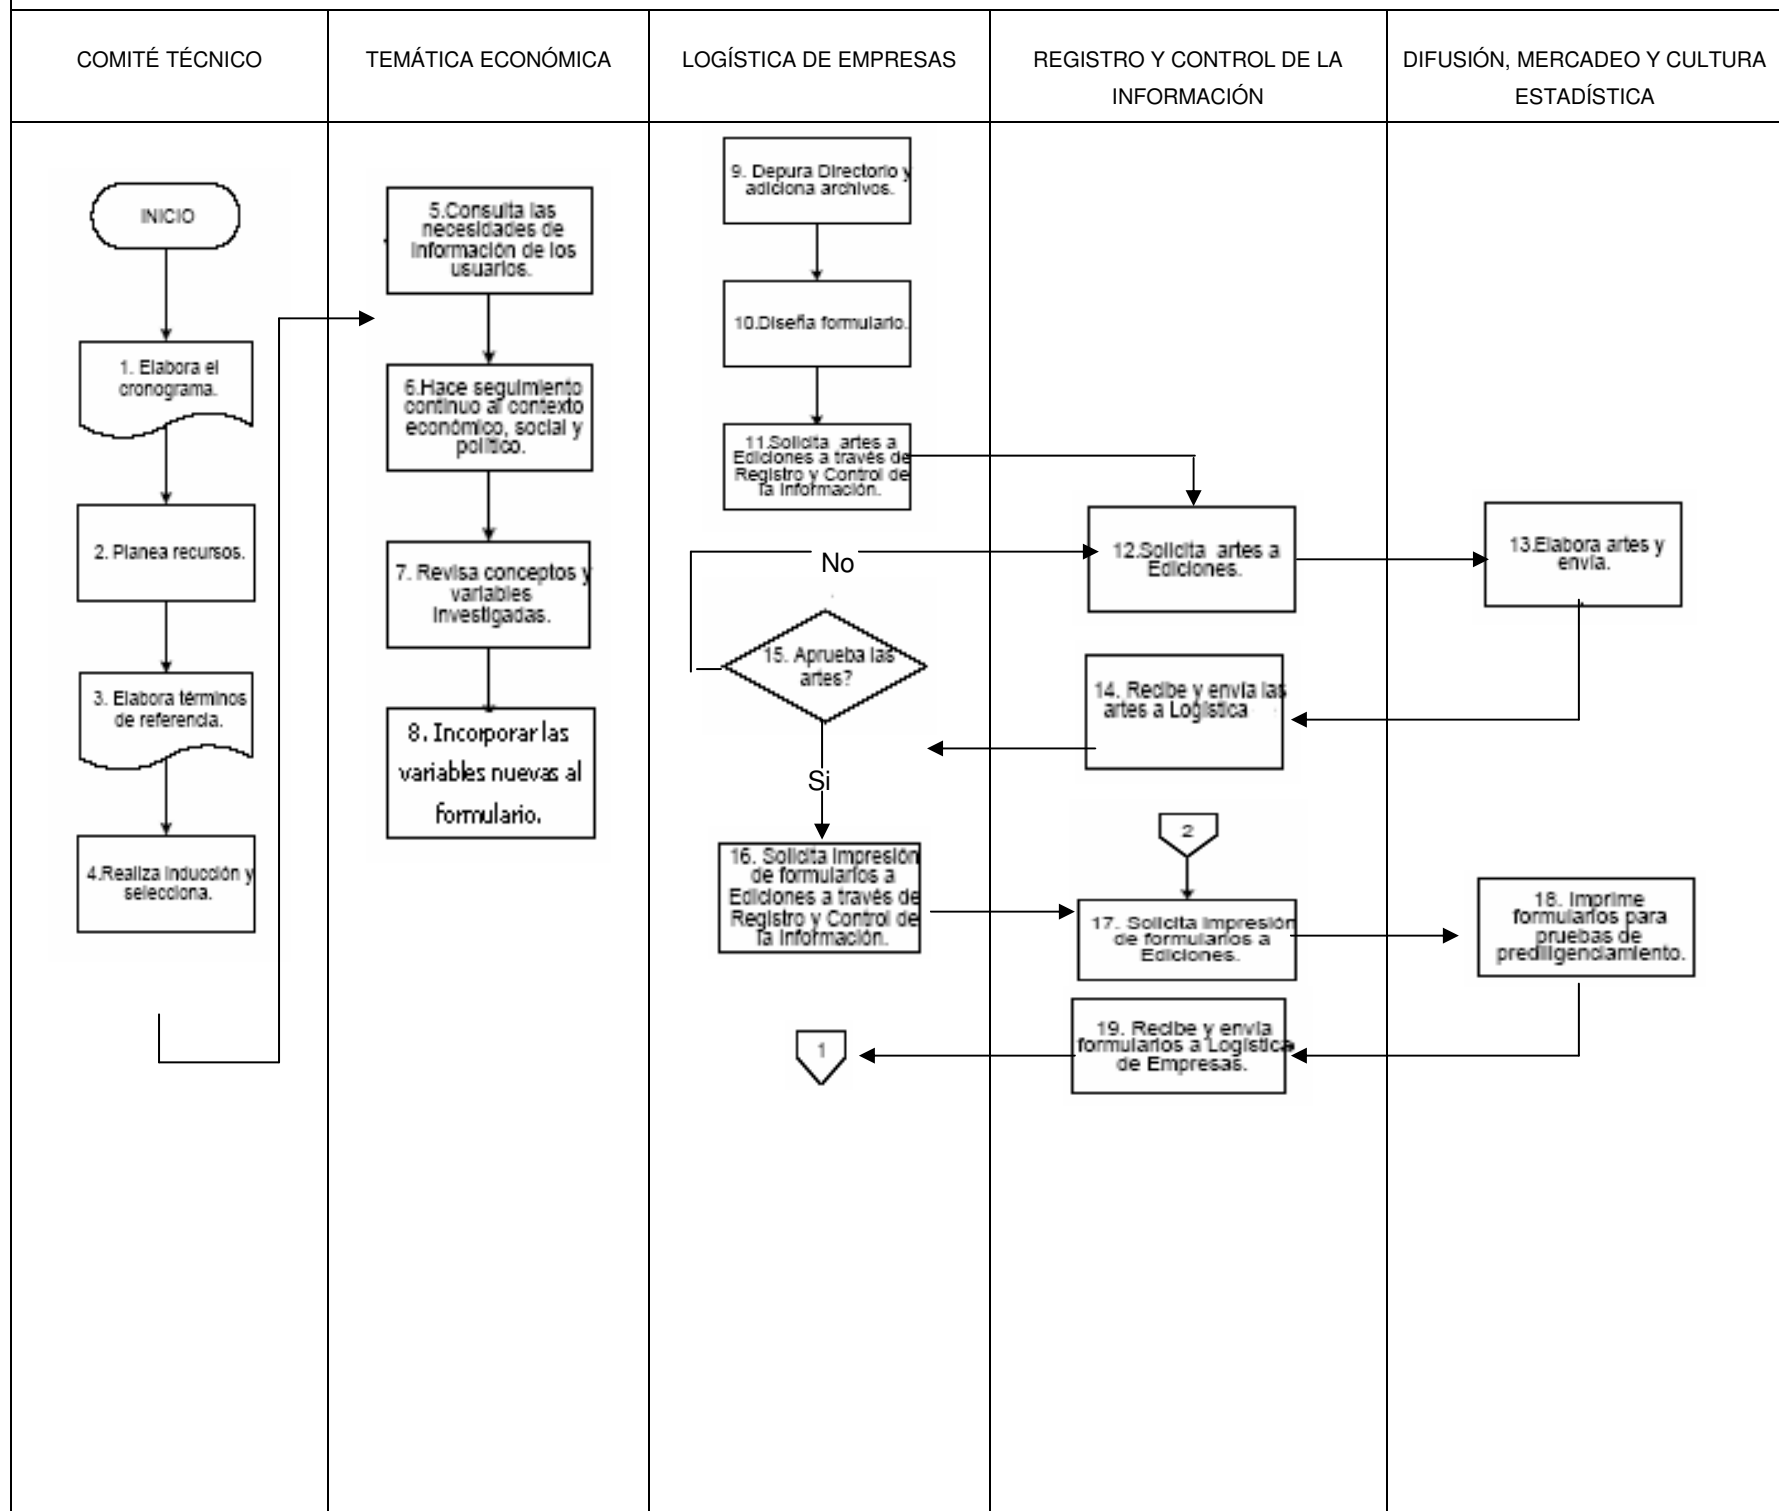 COMITÉ TÉCNICO
TEMÁTICA ECONÓMICA
LOGÍSTICA DE EMPRESAS
REGISTRO Y CONTROL DE LA
INFORMACIÓN
DIFUSIÓN, MERCADEO Y CULTURA
ESTADÍSTICA
INICIO
1. Elabora el
cronograma.
2. Planea recursos.
3. Elabora términos
de referencia.
4.Realiza inducción y
selecciona.
5.Consulta las
necesidades de
información de los
usuarios.
6.Hace seguimiento
continuo al contexto
económico, social y
político.
7. Revisa conceptos y
variables
investigadas.
8. Incorporar las
variables nuevas al
formulario.
9. Depura Directorio y
adiciona archivos.
10.Diseña formulario.
11.Solicita artes a
Ediciones a través de
Registro y Control de
la Información.
No
15. Aprueba las
artes?
Si
16. Solicita impresión
de formularios a
Ediciones a través de
Registro y Control de
la Información.
1
12.Solicita artes a
Ediciones.
14. Recibe y envía las
artes a Logística
2
17. Solicita impresión
de formularios a
Ediciones.
19. Recibe y envía
formularios a Logística
de Empresas.
13.Elabora artes y
envía.
18. Imprime
formularios para
pruebas de
prediligenciamiento.